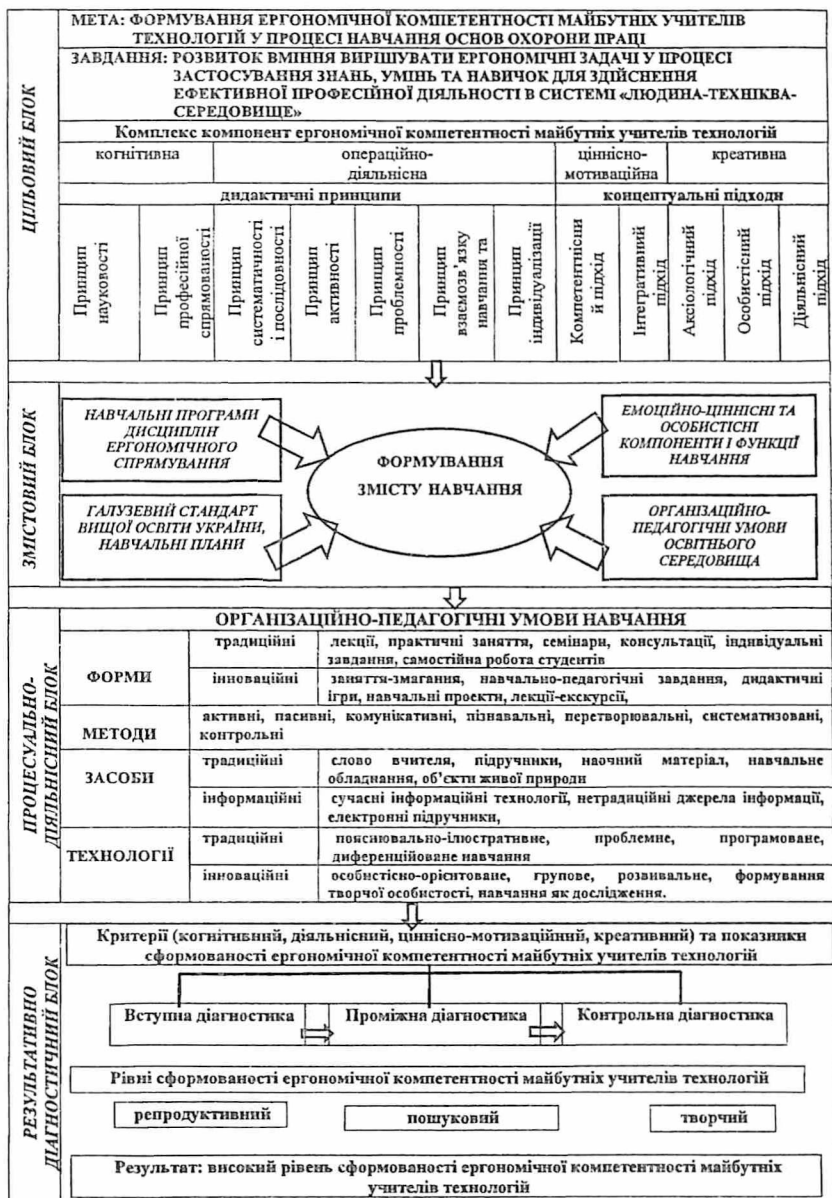 ЦІЛЬОВИЙ БЛОК
МЕТА: ФОРМУВАННЯ ЕРГОНОМІЧНОЇ КОМПЕТЕНТНОСТІ МАЙБУТНІХ УЧИТЕЛІВ
ТЕХНОЛОГІЙ У ПРОЦЕСІ НАВЧАННЯ ОСНОВ ОХОРОНИ ПРАЦІ
ЗАВДАННЯ: РОЗВИТОК ВМІННЯ ВИРІШУВАТИ ЕРГОНОМІЧНІ ЗАДАЧІ У ПРОЦЕСІ
ЗАСТОСУВАННЯ ЗНАНЬ, УМІНЬ ТА НАВИЧОК ДЛЯ ЗДІЙСНЕННЯ
ЕФЕКТИВНОЇ ПРОФЕСІЙНОЇ ДІЯЛЬНОСТІ В СИСТЕМІ «ЛЮДИНА-ТЕХНІКВА-
СЕРЕДОВИЩЕ»
Комплекс компонент ергономічної компетентності майбутніх учителів технологій
когнітивна
операційно-
діяльнісна
ціннісно-
мотиваційна
креативна
дидактичні принципи
концептуальні підходи
Принцип
науковості
Принцип
професійної
спрямованості
Принцип
систематичності
і послідовності
Принцип
активності
Принцип
проблемності
Принцип
взаємозв'язку
навчання та
Принцип
індивідуалізації
Компетентнісни
й підхід
Інтегративний
підхід
Аксіологічний
підхід
Особистісний
підхід
Діяльнісний
підхід
ЗМІСТОВИЙ БЛОК
НАВЧАЛЬНІ ПРОГРАМИ
ДИСЦИПЛІН
ЕРГОНОМІЧНОГО
СПРЯМУВАННЯ
ЕМОЦІЙНО-ЦІННІСНІ ТА
ОСОБИСТІСНІ
КОМПОНЕНТИ І ФУНКЦІЇ
НАВЧАННЯ
ФОРМУІВАННЯ
ЗМІСТУ НАВЧАННЯ
ГАЛУЗЕВИЙ СТАНДАРТ
ВИЩОЇ ОСВІТИ УКРАЇНИ,
НАВЧАЛЬНІ ПЛАНИ
ОРГАНІЗАЦІЙНО-
ПЕДАГОГІЧНІ УМОВИ
ОСВІТНЬОГО
СЕРЕДОВИЩА
ПРОЦЕСУАЛЬНО-
ДІЯЛЬНІСНИЙ БЛОК
ОРГАНІЗАЦІЙНО-ПЕДАГОГІЧНІ УМОВИ НАВЧАННЯ
ФОРМИ
традиційні
лекції, практичні заняття, семінари, консультації, індивідуальні
завдання, самостійна робота студентів
інноваційні
заняття-змагання, навчально-педагогічні завдання, дидактичні
ігри, навчальні проекти, лекції-екскурсії,
МЕТОДИ
активні, пасивні, комунікативні, пізнавальні, перетворювальні, систематизовані,
контрольні
ЗАСОБИ
традиційні
слово вчителя, підручники, наочний матеріал, навчальне
обладнання, об'єкти живої природи
інформаційні
сучасні інформаційні технології, нетрадиційні джерела інформації,
електронні підручники,
ТЕХНОЛОГІЇ
традиційні
пояснювально-ілюстративне, проблемне, програмоване,
диференційоване навчання
інноваційні
особистісно-орієнтоване, групове, розвивальне, формування
творчої особистості, навчання як дослідження.
РЕЗУЛЬТАТИВНО
ДІАГНОСТИЧНИЙ БЛОК
Критерії (когнітивний, діяльнісний, ціннісно-мотиваційний, креативний) та показники
сформованості ергономічної компетентності майбутніх учителів технологій
Вступна діагностика
Проміжна діагностика
Контрольна діагностика
Рівні сформованості ергономічної компетентності майбутніх учителів технологій
репродуктивний
пошуковий
творчий
Результат: високий рівень сформованості ергономічної компетентності майбутніх
учителів технологій